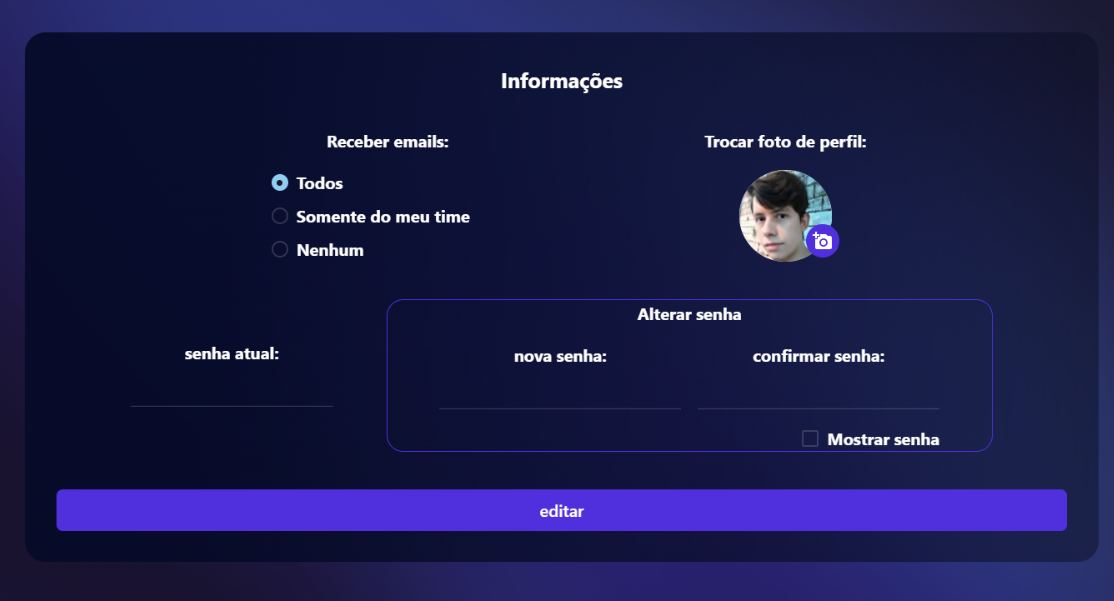 Informações
Receber emails:
Trocar foto de perfil:
Todos
Somente do meu time
Nenhum
Alterar senha
senha atual:
nova senha:
confirmar senha:
Mostrar senha
editar